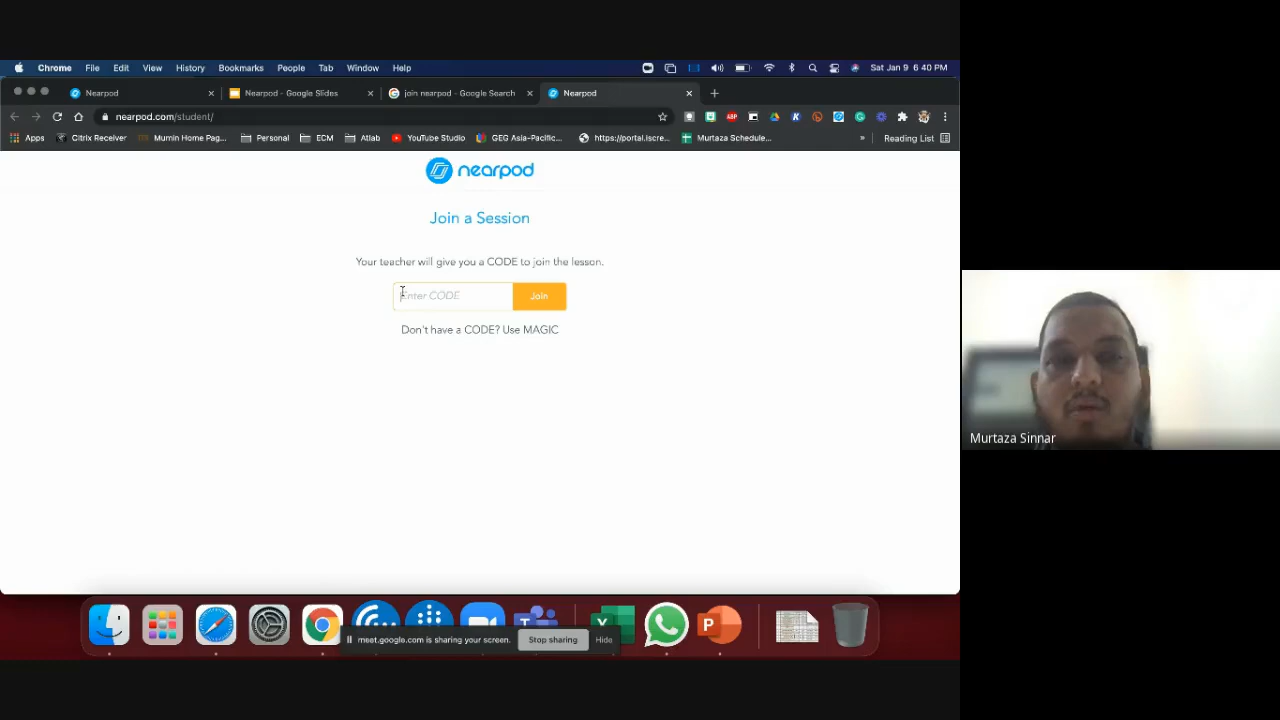 Chrome File Edit View History Bookmarks People Tab Window Help Sat Jan 9 6:40 PM
Nearpod Nearpod - Google Slides join nearpod - Google Search Nearpod
nearpod.com/student/
Apps Citrix Receiver Mumin Home Pag... Personal ECM Atlab YouTube Studio GEG Asia-Pacific... https://portal.iscre... Murtaza Schedule... » Reading List
nearpod
Join a Session
Your teacher will give you a CODE to join the lesson.
Enter CODE Join
Don't have a CODE? Use MAGIC
Murtaza Sinnar
meet.google.com is sharing your screen. Stop sharing Hide